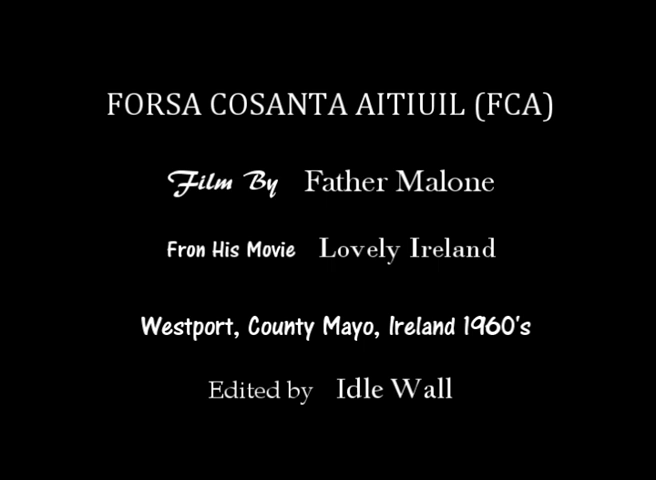 FORSA COSANTA AITIUIL (FCA)
Film By Father Malone
Fron His Movie Lovely Ireland
Westport, County Mayo, Ireland 1960's
Edited by Idle Wall